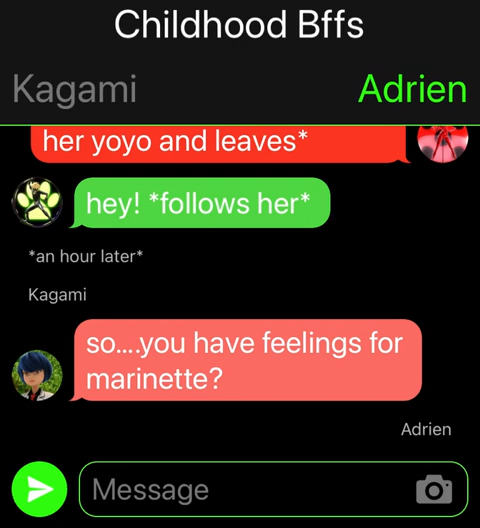 Childhood Bffs
Kagami
Adrien
her yoyo and leaves*
hey! *follows her*
*an hour later*
Kagami
so....you have feelings for
marinette?
Adrien
Message